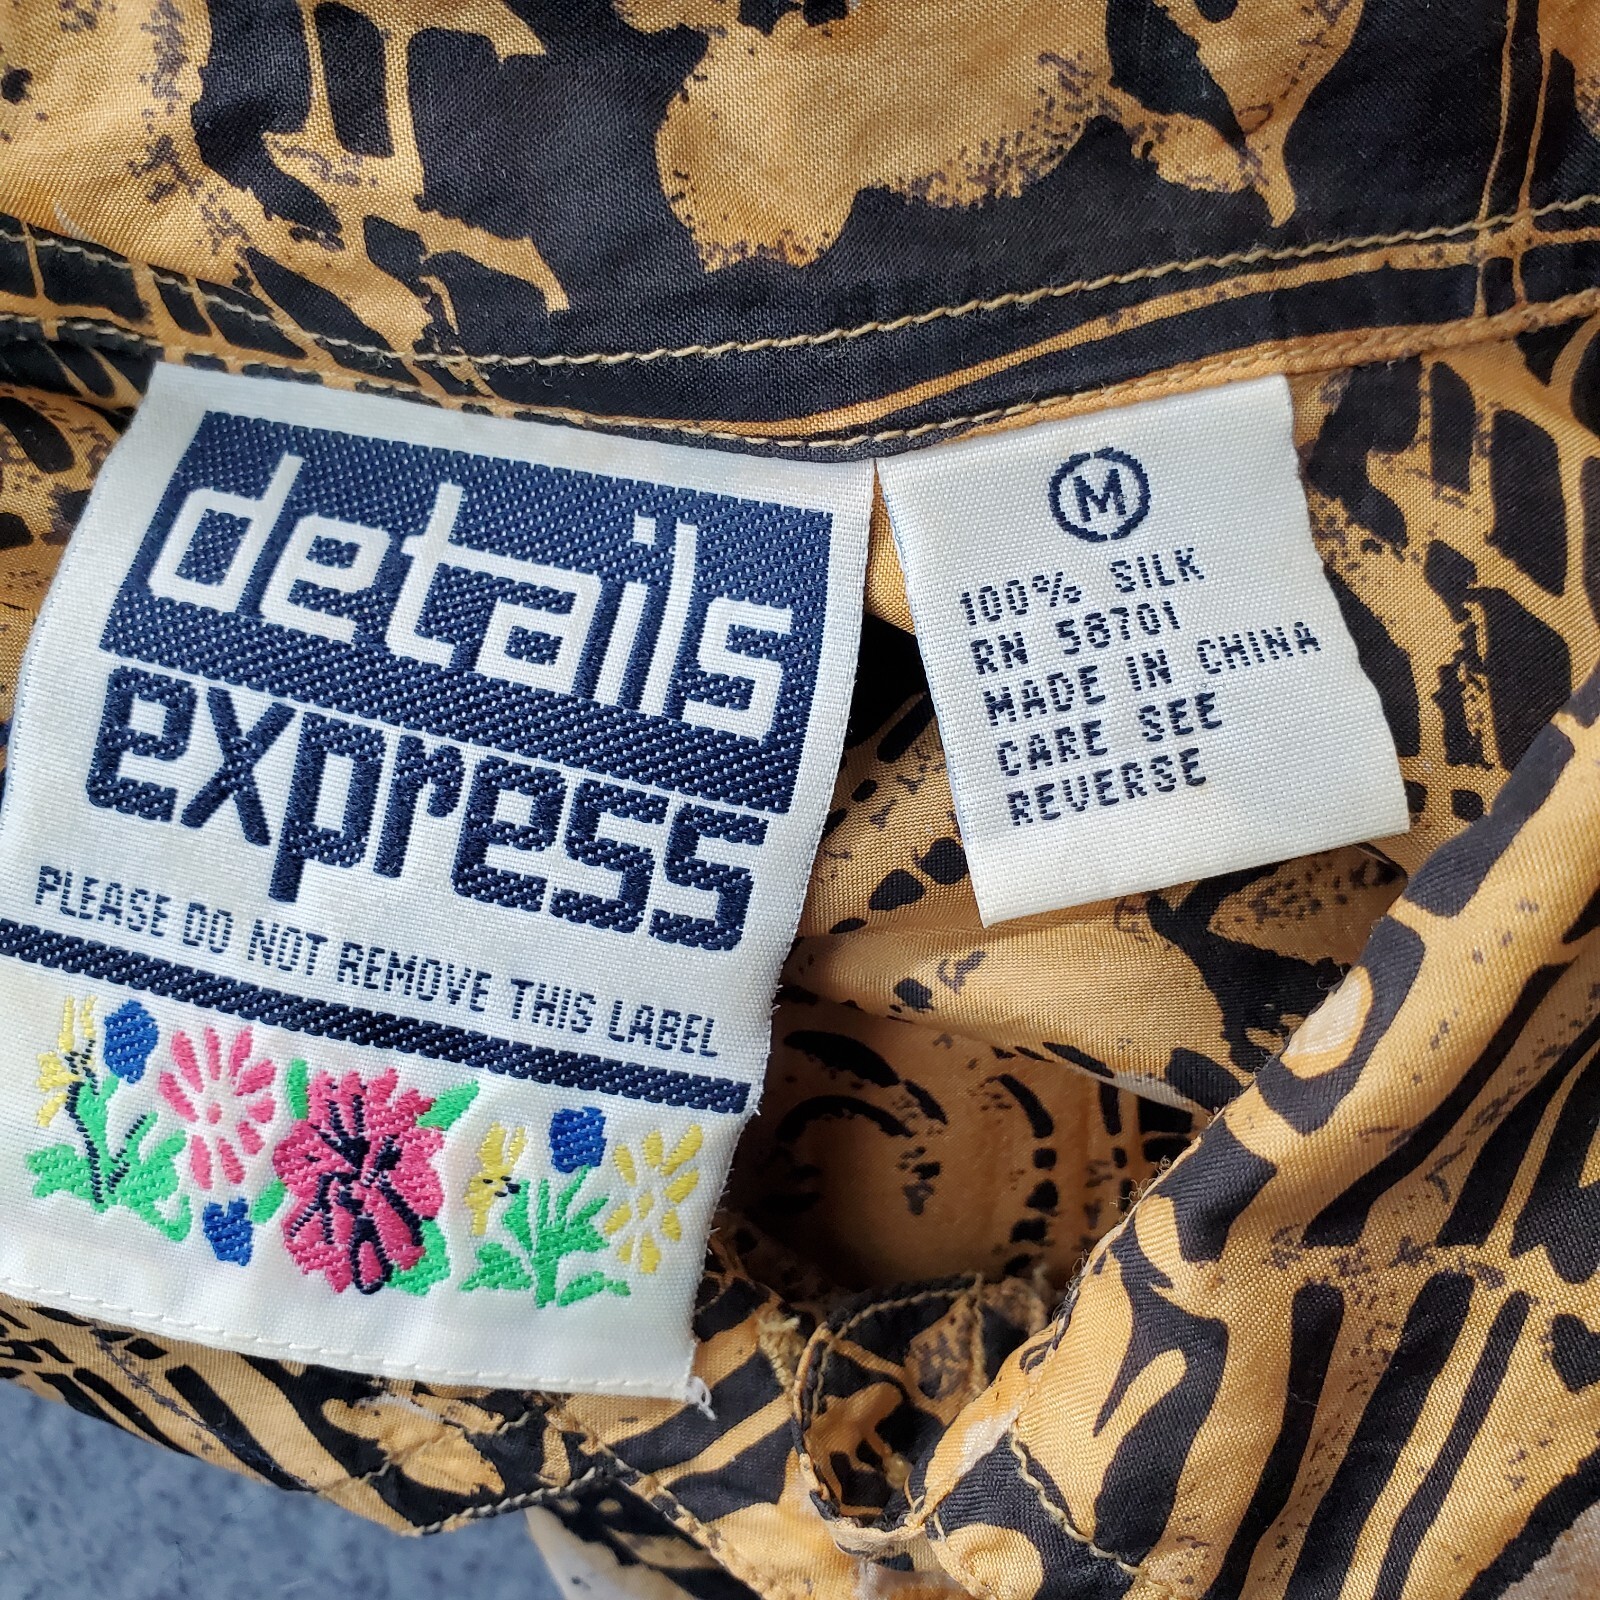 details
express
PLEASE DO NOT REMOVE THIS LABEL
M
100% SILK
RN 58701
MADE IN CHINA
CARE SEE
REVERSE